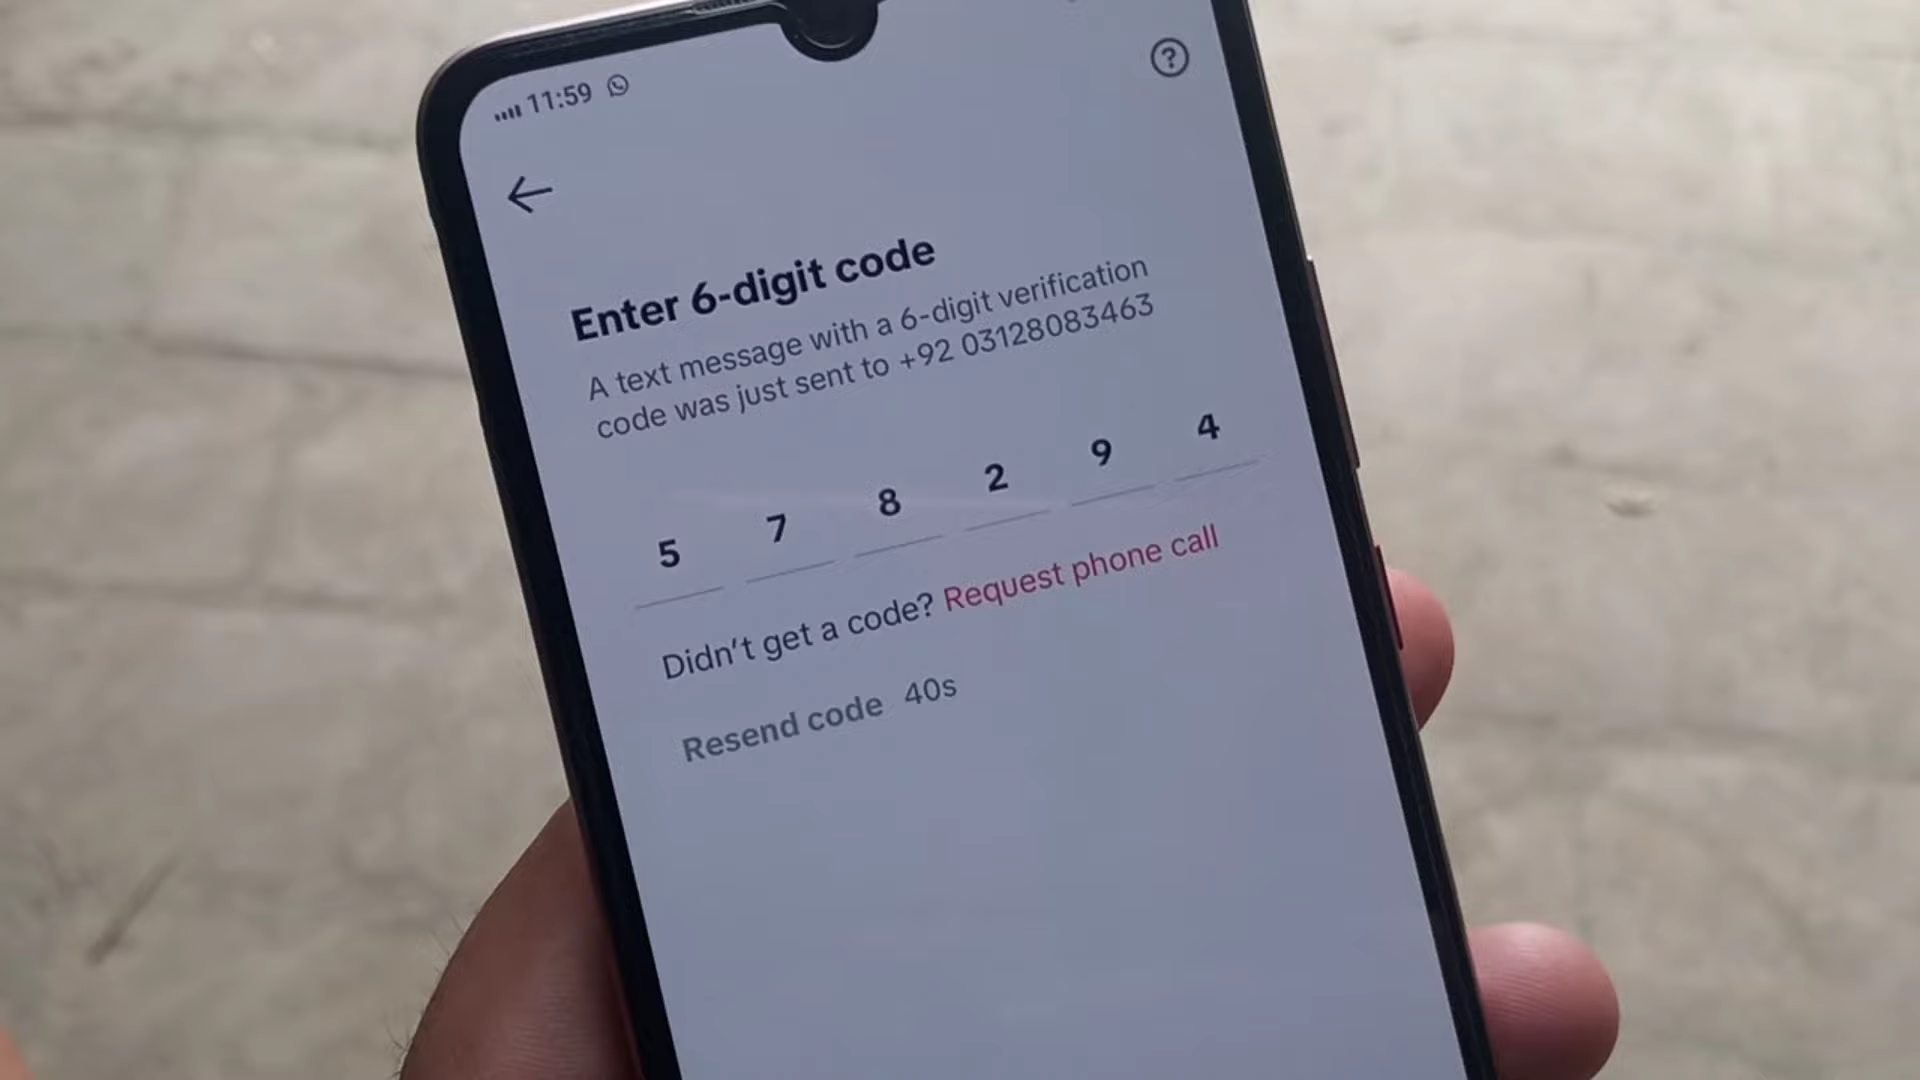 11:59
Enter 6-digit code
A text message with a 6-digit verification
code was just sent to +92 03128083463
5 7 8 2 9 4
Didn't get a code? Request phone call
Resend code 40s